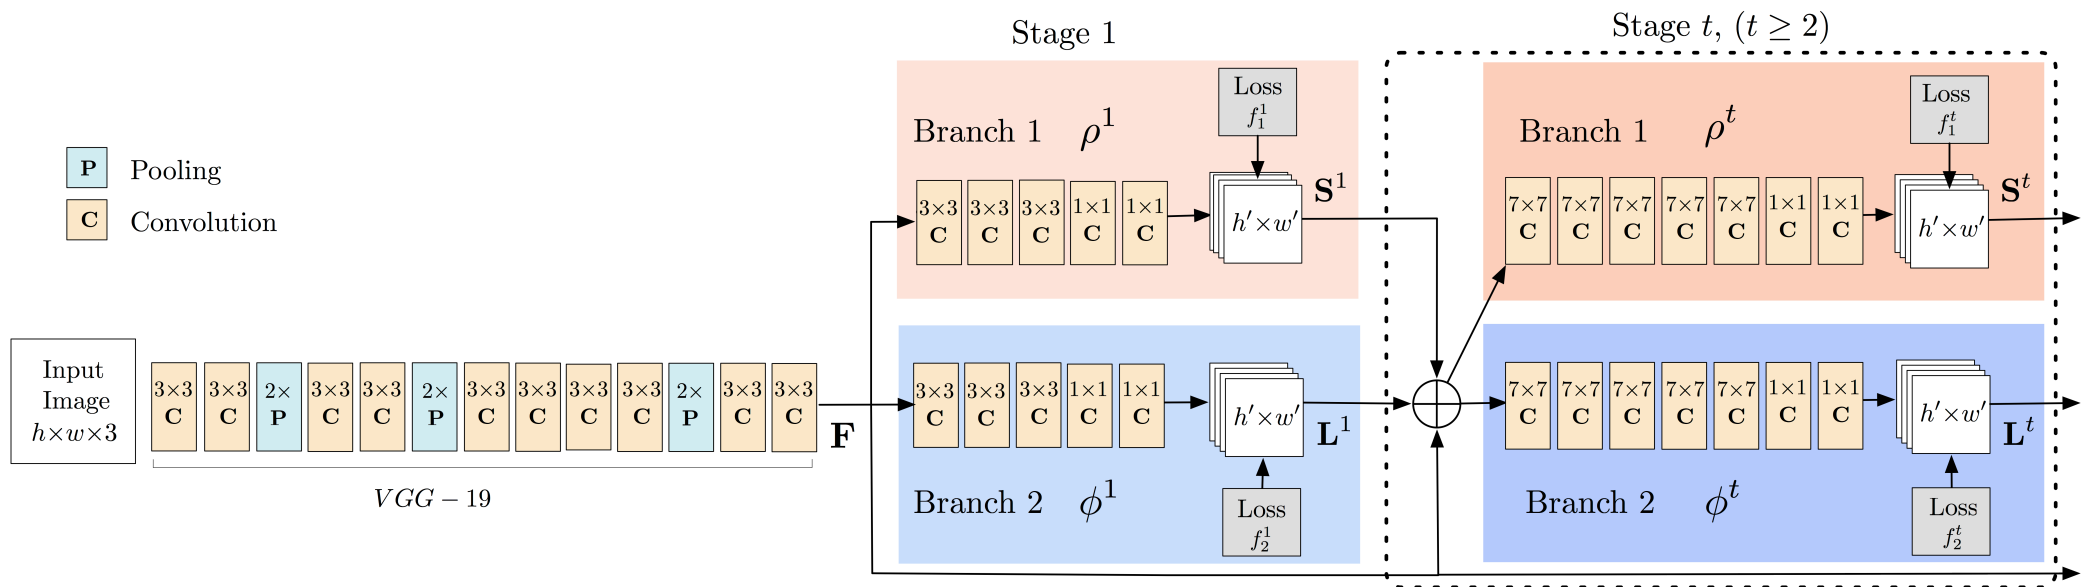 Stage 1
Stage t, (t ≥ 2)
P Pooling
C Convolution
Input
Image
h×w×3
3×3 3×3 2× 3×3 3×3 2× 3×3 3×3 3×3 3×3 2× 3×3 3×3
C C P C C P C C C C P C C
F
VGG − 19
Branch 1 ρ¹
Loss
f₁¹
3×3 3×3 3×3 1×1 1×1
C C C C C
h′×w′
S¹
3×3 3×3 3×3 1×1 1×1
C C C C C
h′×w′
L¹
Branch 2 ϕ¹
Loss
f₂¹
Branch 1 ρᵗ
Loss
f₁ᵗ
7×7 7×7 7×7 7×7 7×7 1×1 1×1
C C C C C C C
h′×w′
Sᵗ
7×7 7×7 7×7 7×7 7×7 1×1 1×1
C C C C C C C
h′×w′
Lᵗ
Branch 2 ϕᵗ
Loss
f₂ᵗ